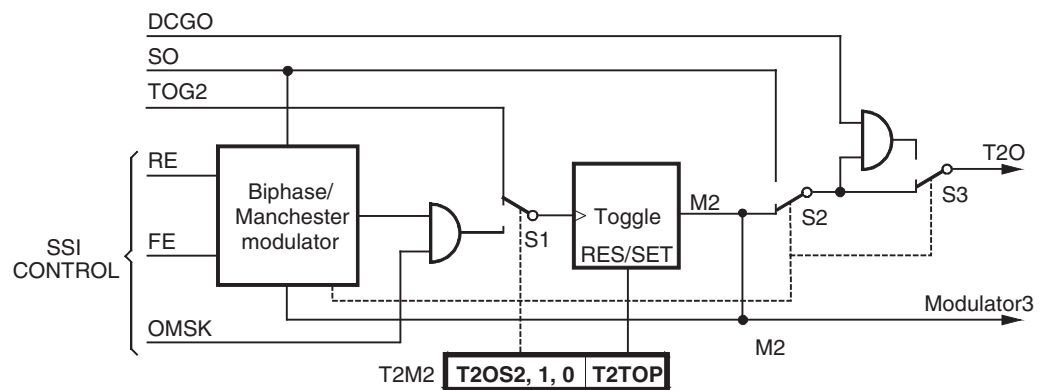 DCGO
SO
TOG2
RE
FE
SSI
CONTROL
OMSK
Biphase/
Manchester
modulator
S1
Toggle
RES/SET
M2
S2
S3
T2O
Modulator3
M2
T2M2 T2OS2, 1, 0 T2TOP